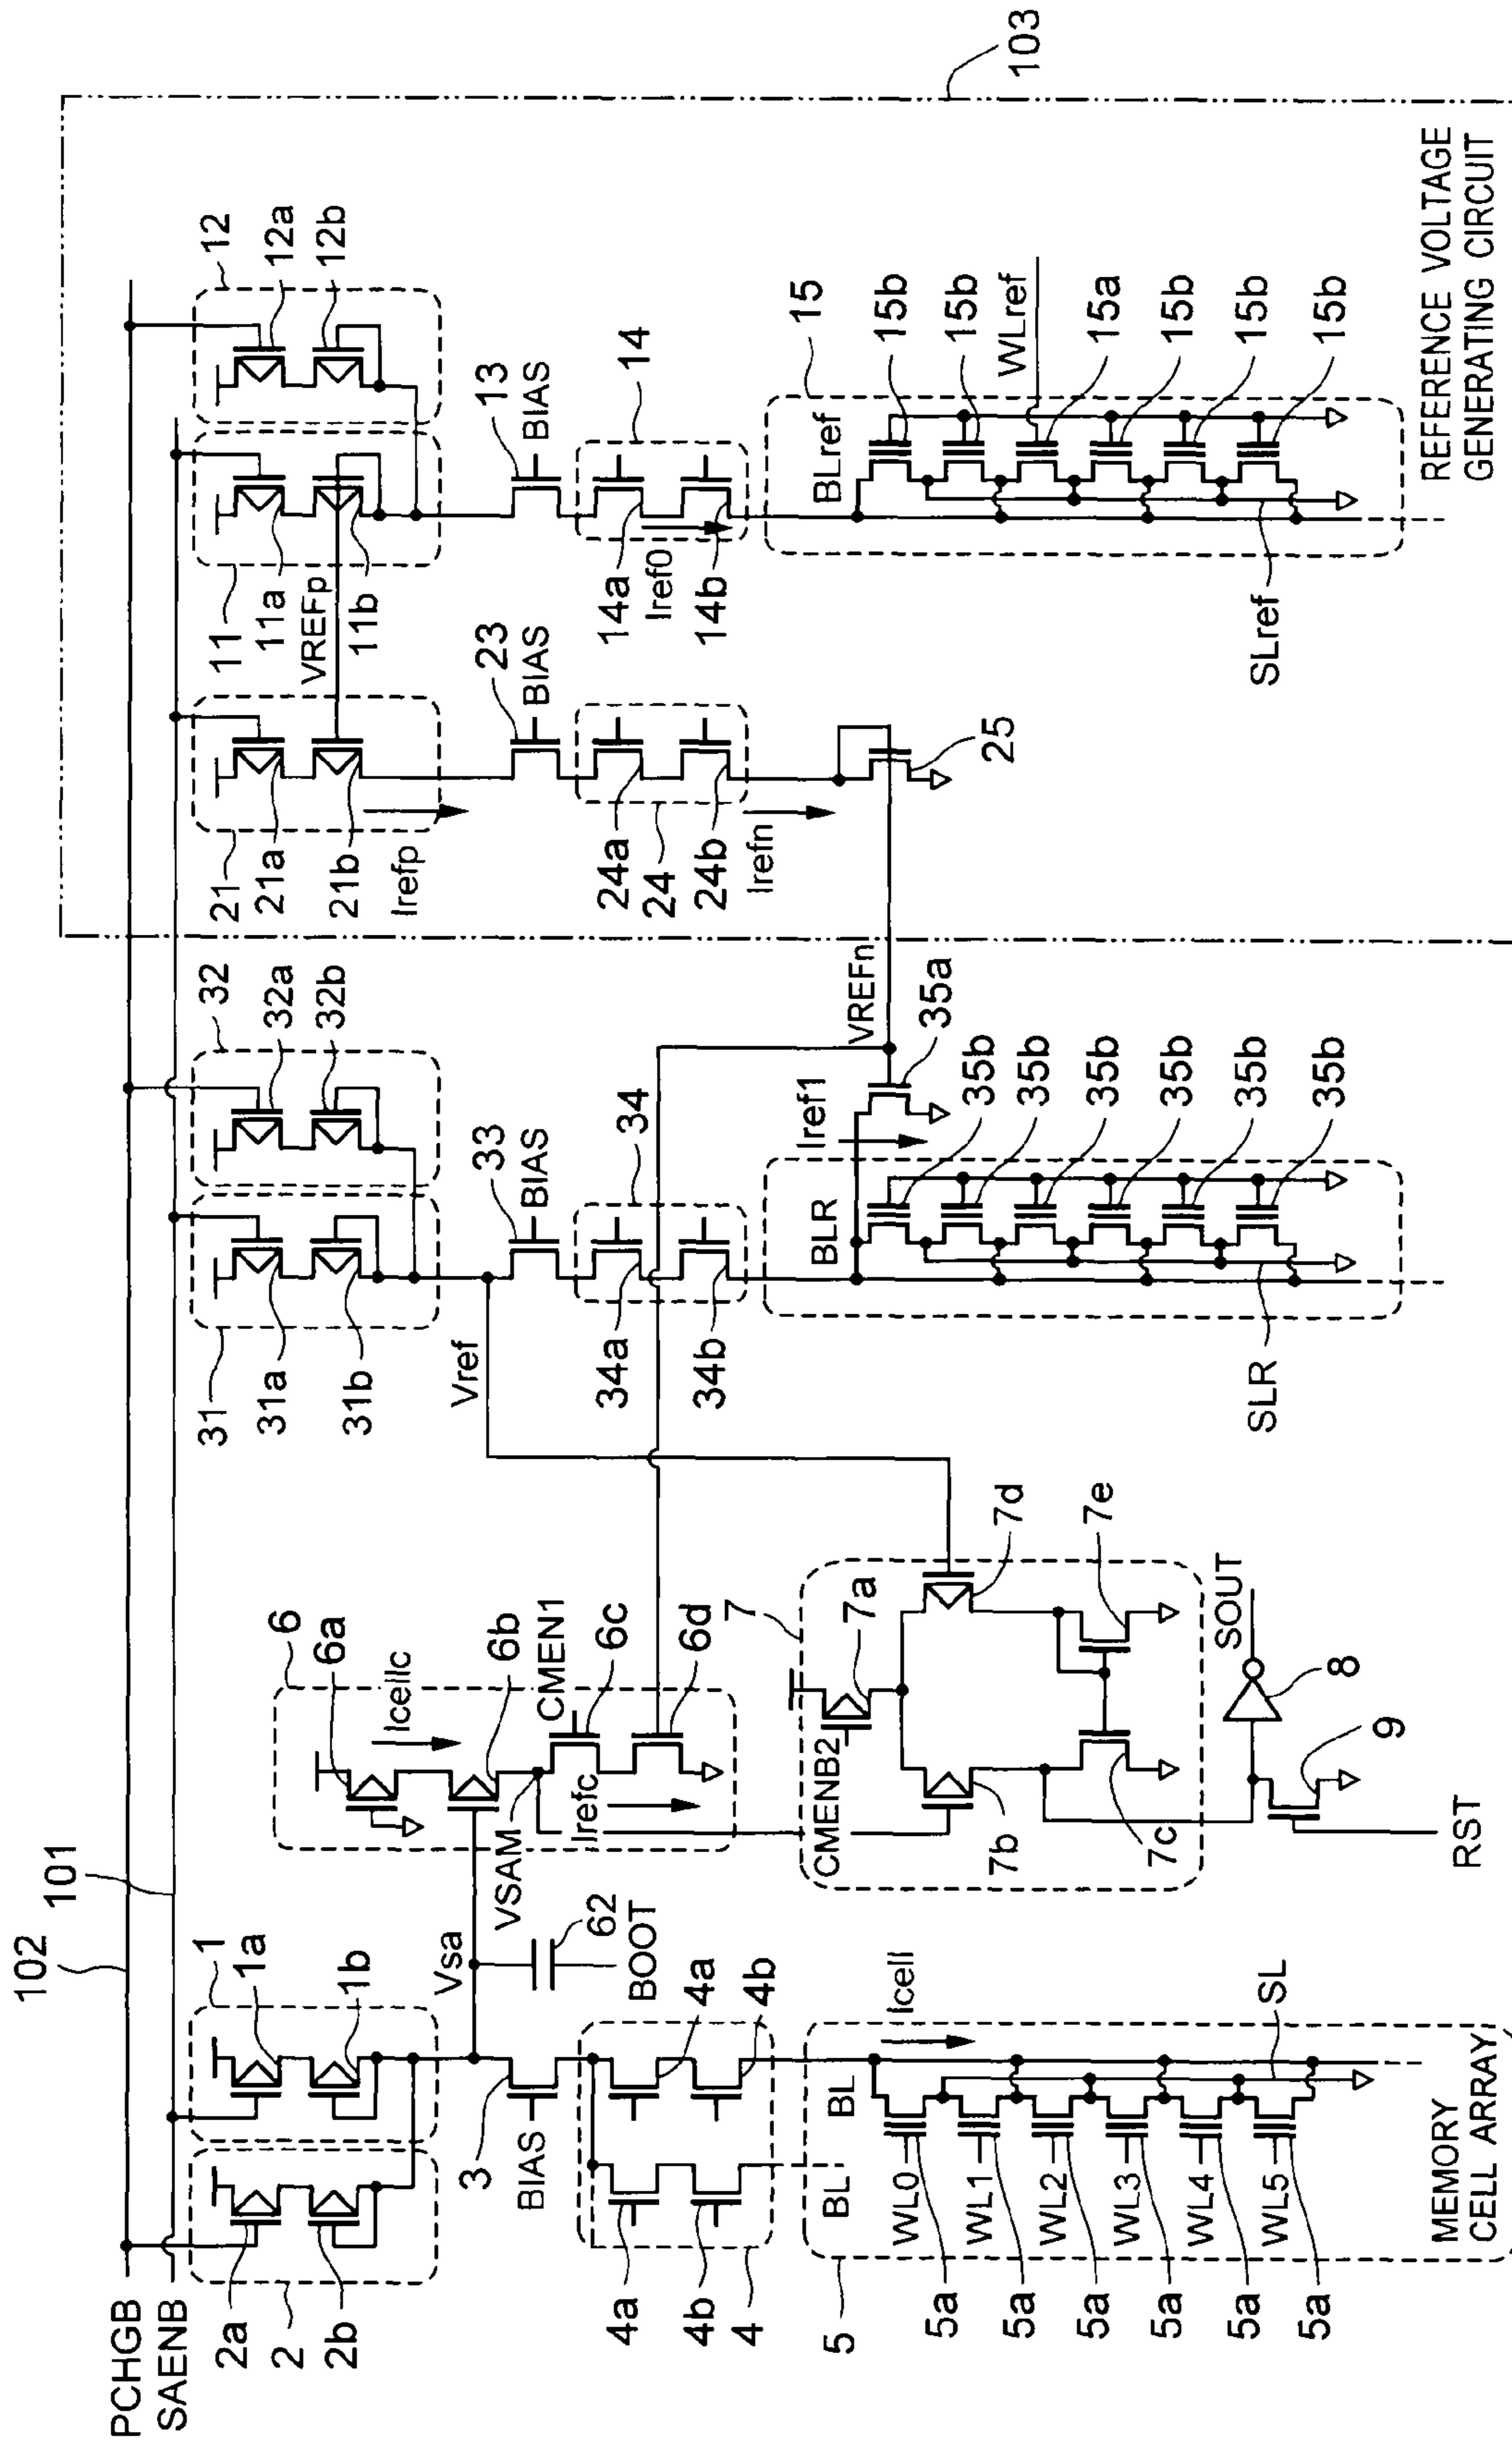 PCHGB
SAENB
102
101
103
2a
2
2b
1
1a
1b
Vsa
3
BIAS
62
BOOT
4a
4b
4
4a
4b
BL
BL
Icell
5
WL0
WL1
WL2
WL3
WL4
WL5
5a
5a
5a
5a
5a
5a
SL
MEMORY
CELL ARRAY
6
6a
Icellc
6b
VSAM
CMEN1
6c
Irefc
6d
7
7a
CMENB2
7b
7c
7d
7e
SOUT
8
9
RST
31
31a
31b
32
32a
32b
Vref
33
BIAS
34
34a
34b
BLR
Iref1
VREFn
35a
35b
35b
35b
35b
35b
35b
SLR
21
21a
21b
Irefp
23
BIAS
24a
24
24b
Irefn
25
11
11a
VREFp
11b
12
12a
12b
13
BIAS
14
14a
Iref0
14b
15
BLref
15b
15b
WLref
15a
15b
15b
15b
SLref
REFERENCE VOLTAGE
GENERATING CIRCUIT